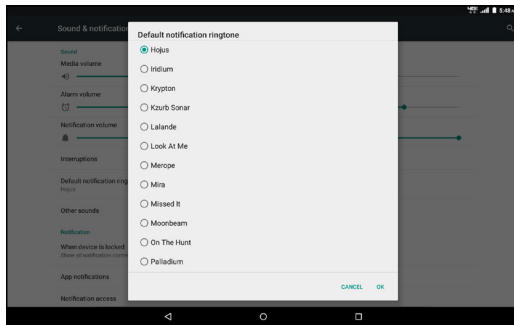 5:48
Sound & notification
Default notification ringtone
Sound
Media volume
Alarm volume
Notification volume
Interruptions
Default notification ring
Hojus
Other sounds
Notification
When device is locked
App notifications
Notification access
Hojus
Iridium
Krypton
Kzurb Sonar
Lalande
Look At Me
Merope
Mira
Missed It
Moonbeam
On The Hunt
Palladium
CANCEL OK